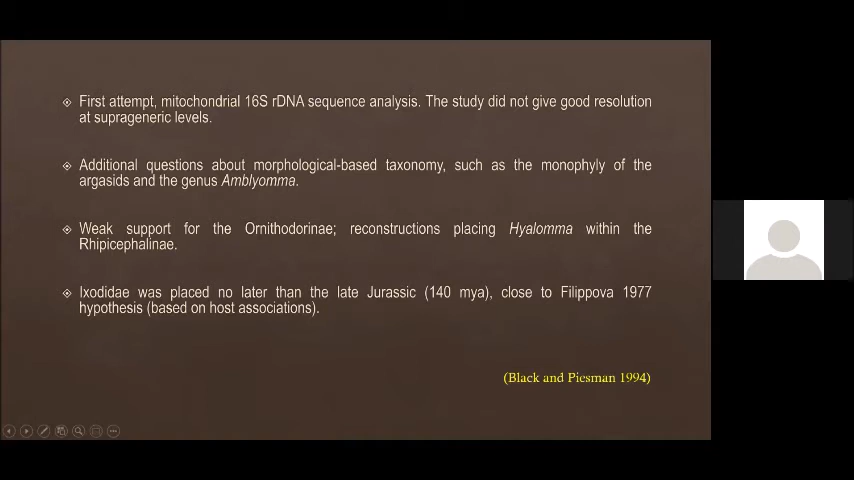 First attempt, mitochondrial 16S rDNA sequence analysis. The study did not give good resolution
at suprageneric levels.
Additional questions about morphological-based taxonomy, such as the monophyly of the
argasids and the genus Amblyomma.
Weak support for the Ornithodorinae; reconstructions placing Hyalomma within the
Rhipicephalinae.
Ixodidae was placed no later than the late Jurassic (140 mya), close to Filippova 1977
hypothesis (based on host associations).
(Black and Piesman 1994)